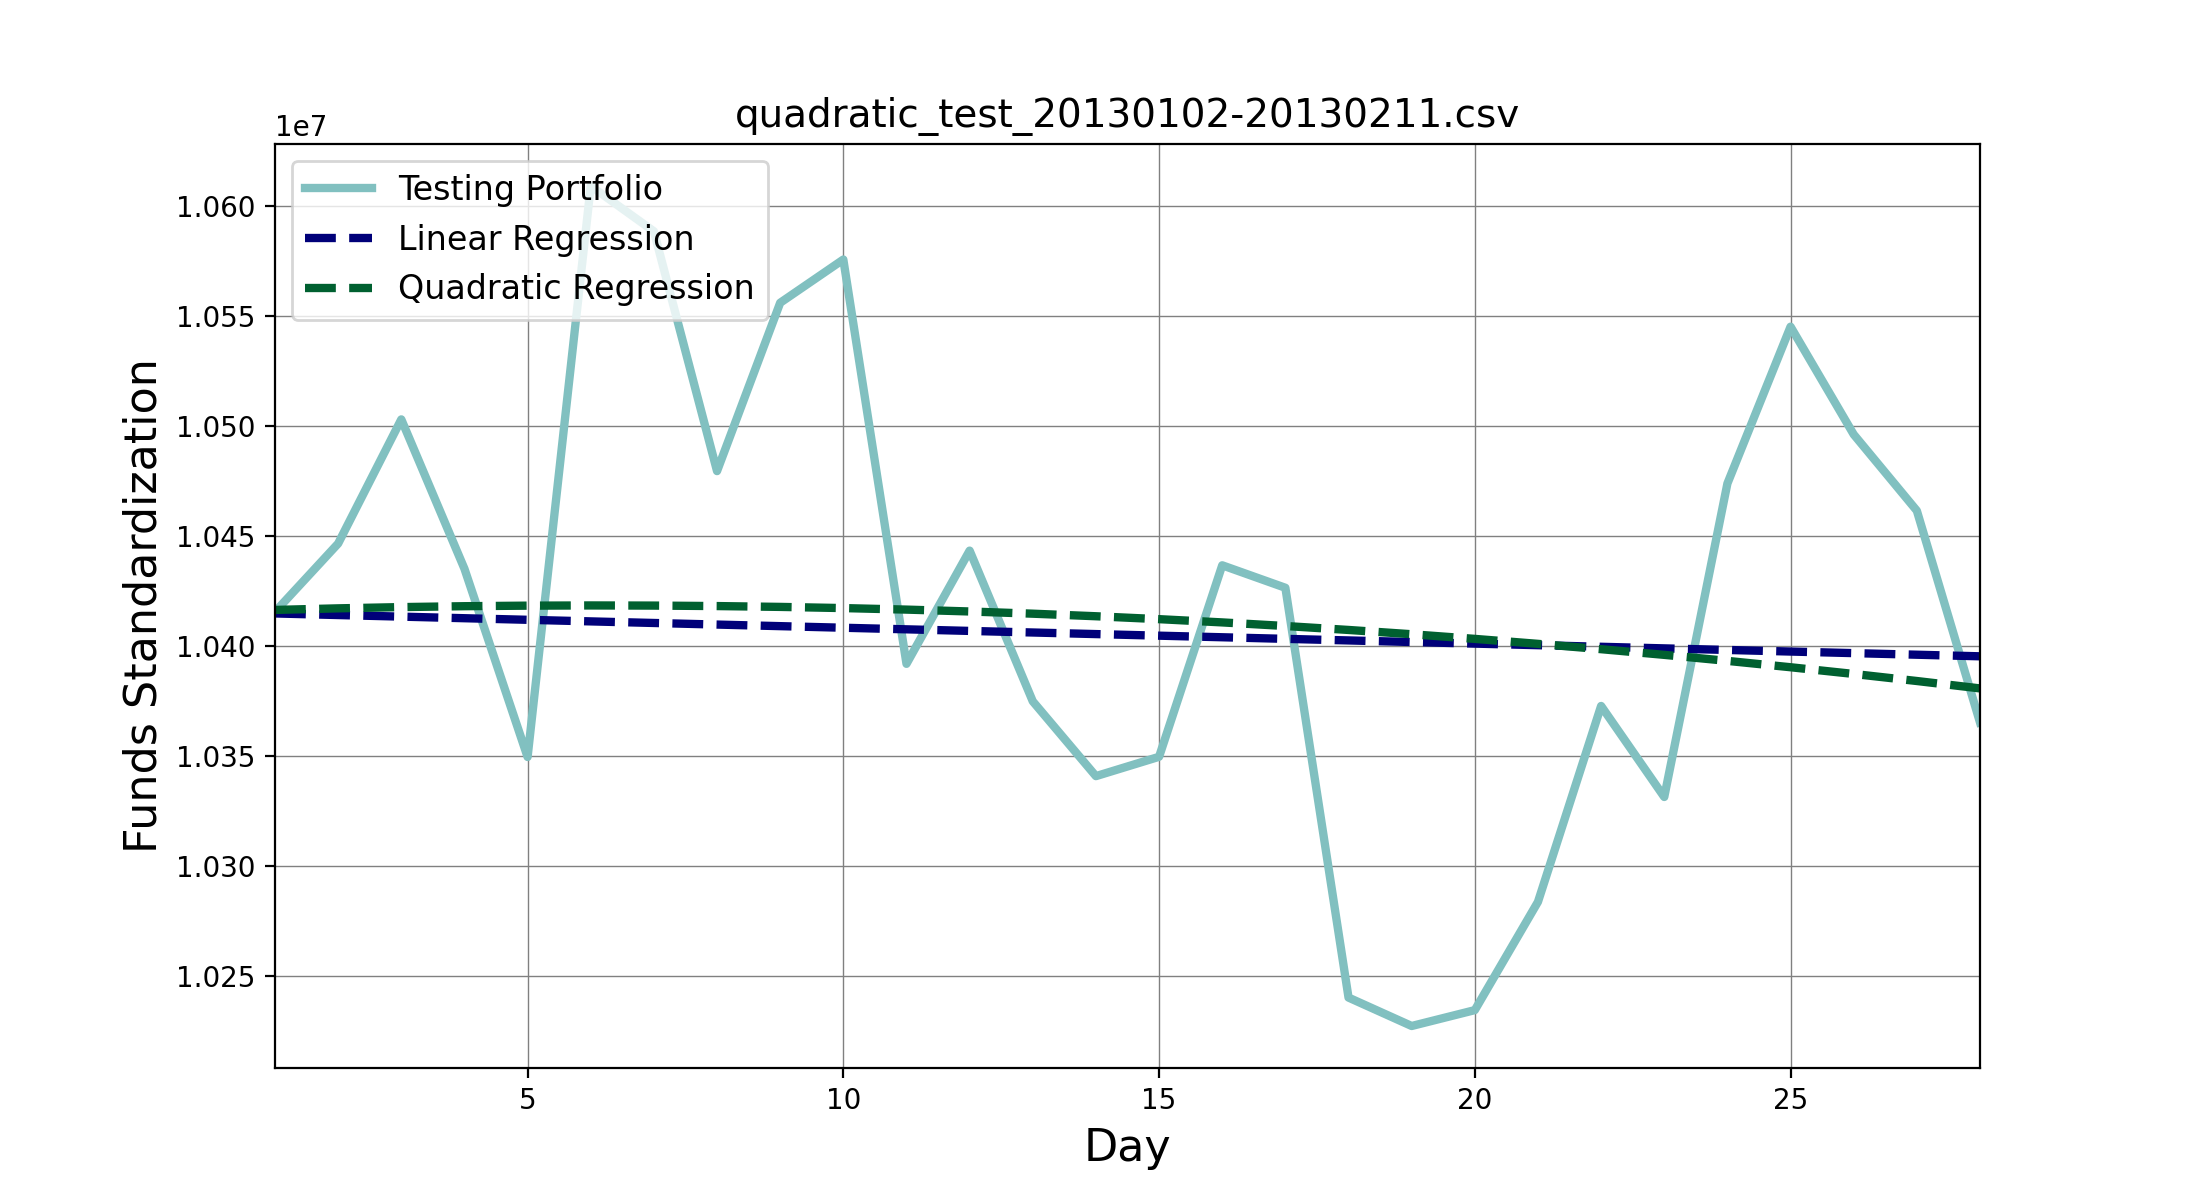 quadratic_test_20130102-20130211.csv
1e7
Testing Portfolio
Linear Regression
Quadratic Regression
1.060
1.055
1.050
1.045
1.040
1.035
1.030
1.025
Funds Standardization
5 10 15 20 25
Day